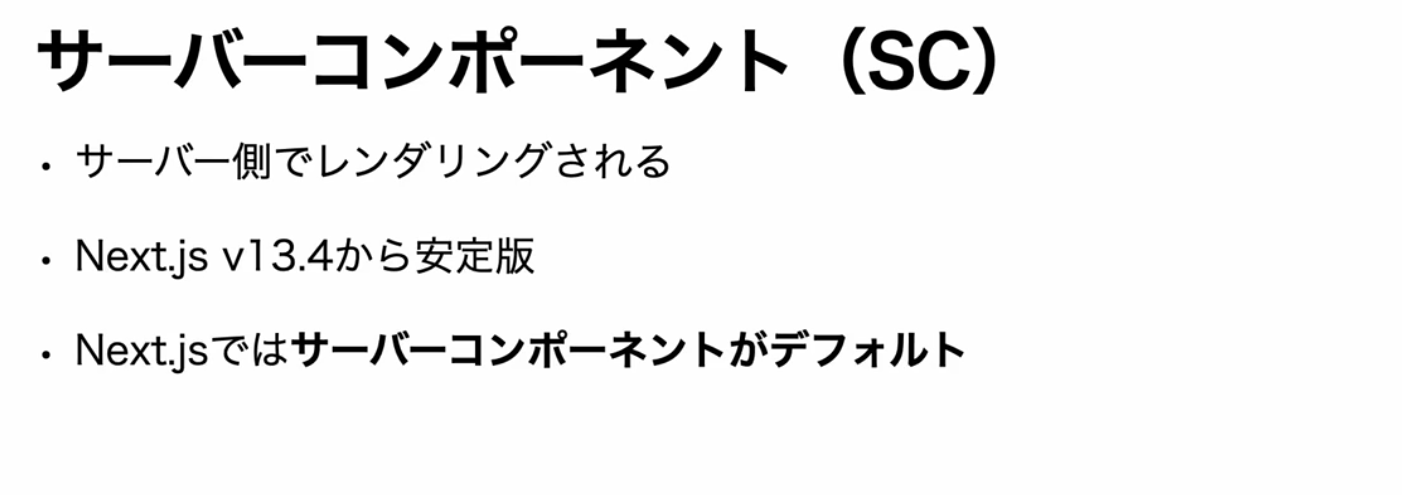 サーバーコンポーネント（SC）
・サーバー側でレンダリングされる
・Next.js v13.4から安定版
・Next.jsではサーバーコンポーネントがデフォルト